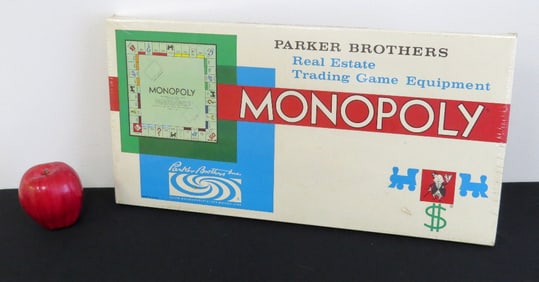 PARKER BROTHERS
Real Estate
Trading Game Equipment
MONOPOLY
MONOPOLY
Parker Brothers Inc.
$